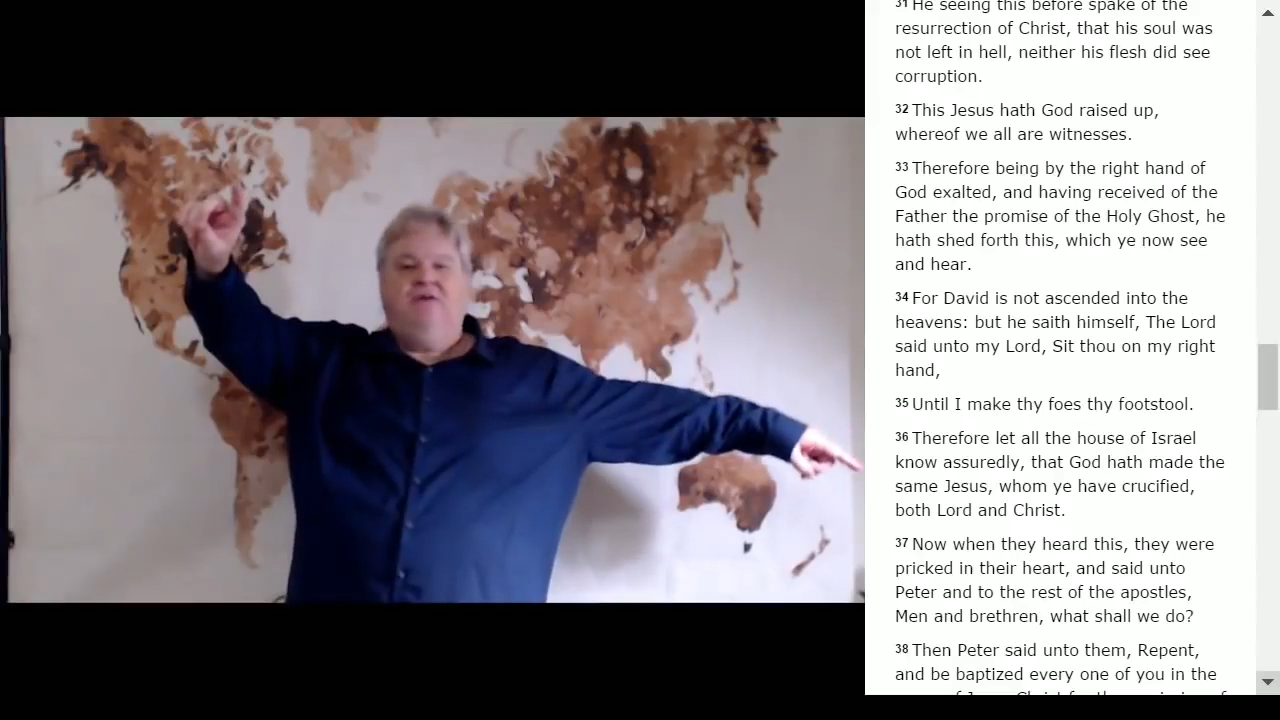 31 He seeing this before spake of the
resurrection of Christ, that his soul was
not left in hell, neither his flesh did see
corruption.
32 This Jesus hath God raised up,
whereof we all are witnesses.
33 Therefore being by the right hand of
God exalted, and having received of the
Father the promise of the Holy Ghost, he
hath shed forth this, which ye now see
and hear.
34 For David is not ascended into the
heavens: but he saith himself, The Lord
said unto my Lord, Sit thou on my right
hand,
35 Until I make thy foes thy footstool.
36 Therefore let all the house of Israel
know assuredly, that God hath made the
same Jesus, whom ye have crucified,
both Lord and Christ.
37 Now when they heard this, they were
pricked in their heart, and said unto
Peter and to the rest of the apostles,
Men and brethren, what shall we do?
38 Then Peter said unto them, Repent,
and be baptized every one of you in the